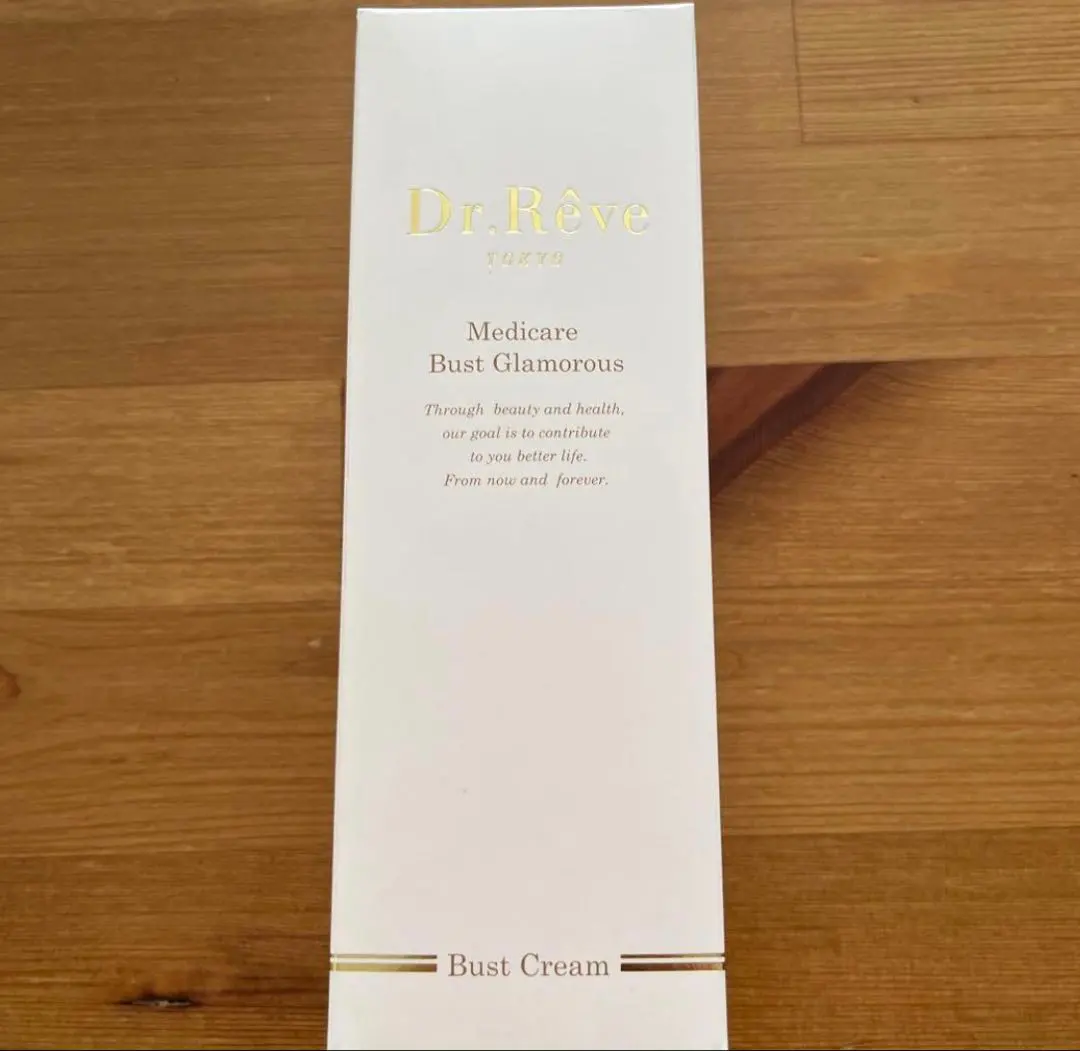 Dr.Rêve
TOKYO
Medicare
Bust Glamorous
Through beauty and health,
our goal is to contribute
to you better life.
From now and forever.
Bust Cream